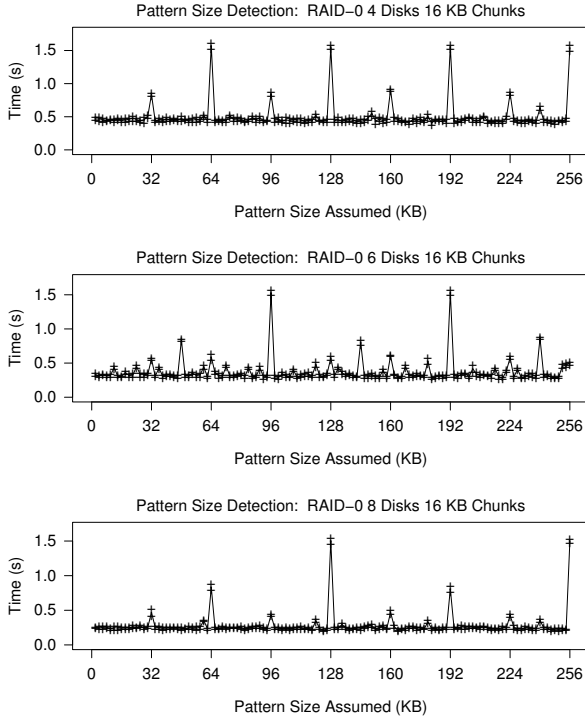 Pattern Size Detection:  RAID−0 4 Disks 16 KB Chunks
1.5
1.0
0.5
0.0
Time (s)
0 32 64 96 128 160 192 224 256
Pattern Size Assumed (KB)
Pattern Size Detection:  RAID−0 6 Disks 16 KB Chunks
1.5
1.0
0.5
0.0
Time (s)
0 32 64 96 128 160 192 224 256
Pattern Size Assumed (KB)
Pattern Size Detection:  RAID−0 8 Disks 16 KB Chunks
1.5
1.0
0.5
0.0
Time (s)
0 32 64 96 128 160 192 224 256
Pattern Size Assumed (KB)